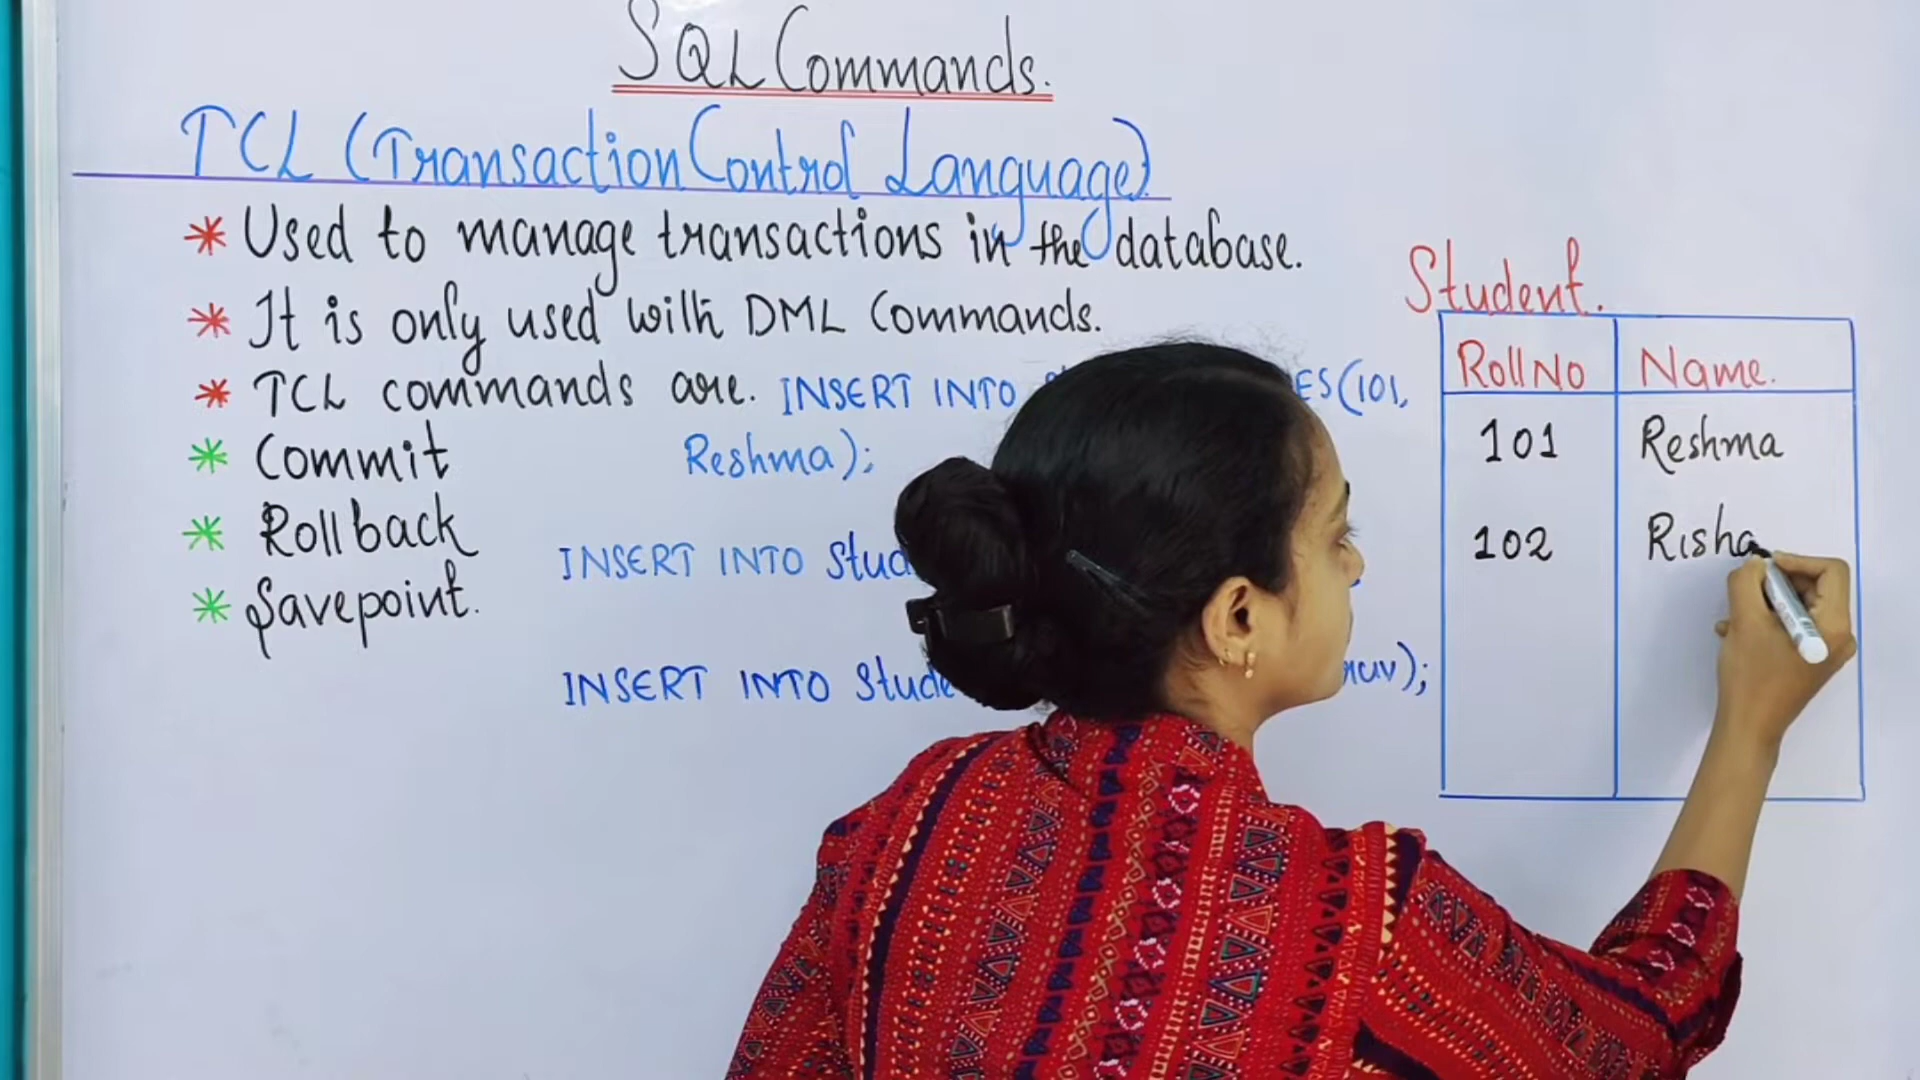 SQL Commands.
TCL (Transaction Control Language)
* Used to manage transactions in the database.
* It is only used with DML Commands.
* TCL commands are.
* Commit
* Rollback
* Savepoint.
INSERT INTO ES(101,
Reshma);
INSERT INTO Stud
INSERT INTO Stude ruv);
Student.
RollNo Name.
101 Reshma
102 Risha